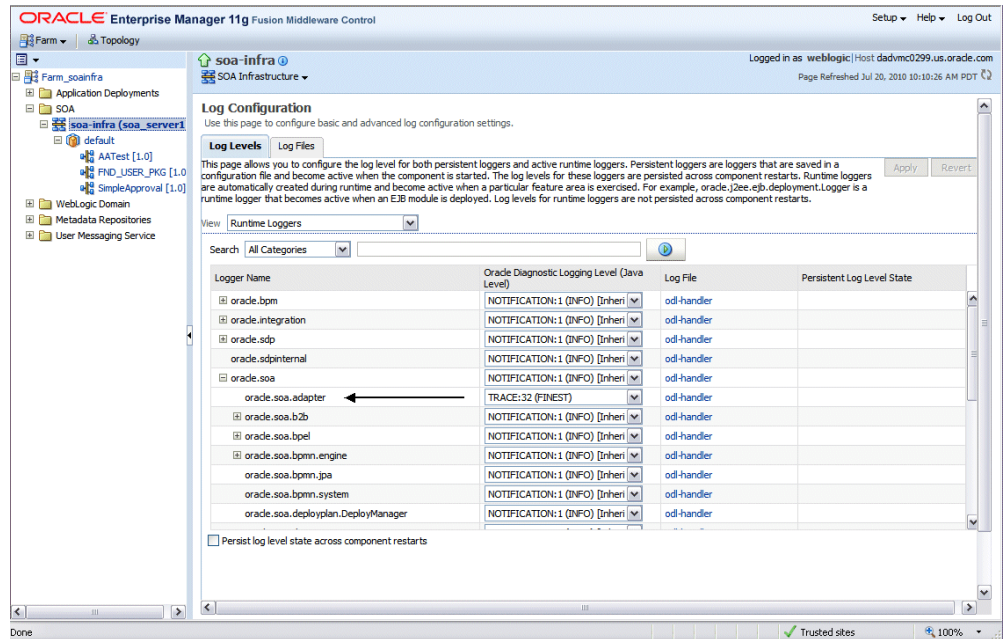 ORACLE Enterprise Manager 11g Fusion Middleware Control
Setup Help Log Out
Farm Topology
soa-infra
Logged in as weblogic|Host dadvmc0299.us.oracle.com
SOA Infrastructure
Page Refreshed Jul 20, 2010 10:10:26 AM PDT
Farm_soainfra
Application Deployments
SOA
soa-infra (soa_server1
default
AATest [1.0]
FND_USER_PKG [1.0
SimpleApproval [1.0]
WebLogic Domain
Metadata Repositories
User Messaging Service
Log Configuration
Use this page to configure basic and advanced log configuration settings.
Log Levels Log Files
This page allows you to configure the log level for both persistent loggers and active runtime loggers. Persistent loggers are loggers that are saved in a
configuration file and become active when the component is started. The log levels for these loggers are persisted across component restarts. Runtime loggers
are automatically created during runtime and become active when a particular feature area is exercised. For example, oracle.j2ee.ejb.deployment.Logger is a
runtime logger that becomes active when an EJB module is deployed. Log levels for runtime loggers are not persisted across component restarts.
Apply Revert
View Runtime Loggers
Search All Categories
Logger Name
Oracle Diagnostic Logging Level (Java
Level)
Log File
Persistent Log Level State
oracle.bpm NOTIFICATION:1 (INFO) [Inheri odl-handler
oracle.integration NOTIFICATION:1 (INFO) [Inheri odl-handler
oracle.sdp NOTIFICATION:1 (INFO) [Inheri odl-handler
oracle.sdpinternal NOTIFICATION:1 (INFO) [Inheri odl-handler
oracle.soa NOTIFICATION:1 (INFO) [Inheri odl-handler
oracle.soa.adapter TRACE:32 (FINEST) odl-handler
oracle.soa.b2b NOTIFICATION:1 (INFO) [Inheri odl-handler
oracle.soa.bpel NOTIFICATION:1 (INFO) [Inheri odl-handler
oracle.soa.bpmn.engine NOTIFICATION:1 (INFO) [Inheri odl-handler
oracle.soa.bpmn.jpa NOTIFICATION:1 (INFO) [Inheri odl-handler
oracle.soa.bpmn.system NOTIFICATION:1 (INFO) [Inheri odl-handler
oracle.soa.deployplan.DeployManager NOTIFICATION:1 (INFO) [Inheri odl-handler
Persist log level state across component restarts
Done
Trusted sites
100%